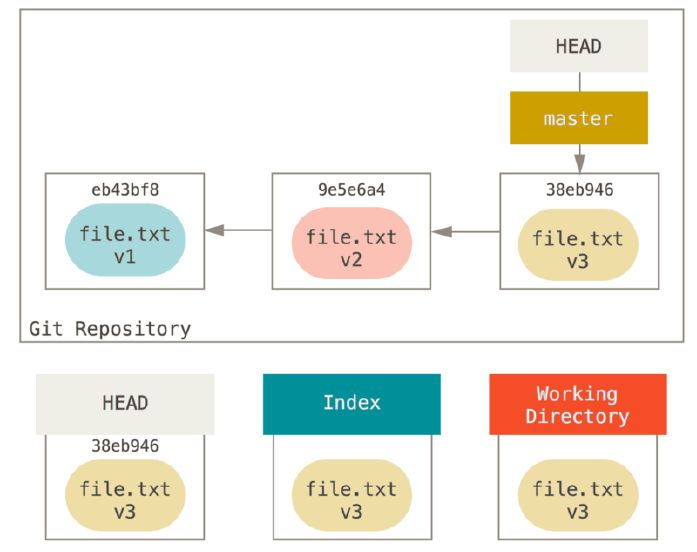 HEAD
master
eb43bf8
9e5e6a4
38eb946
file.txt
v1
file.txt
v2
file.txt
v3
Git Repository
HEAD
Index
Working
Directory
38eb946
file.txt
v3
file.txt
v3
file.txt
v3